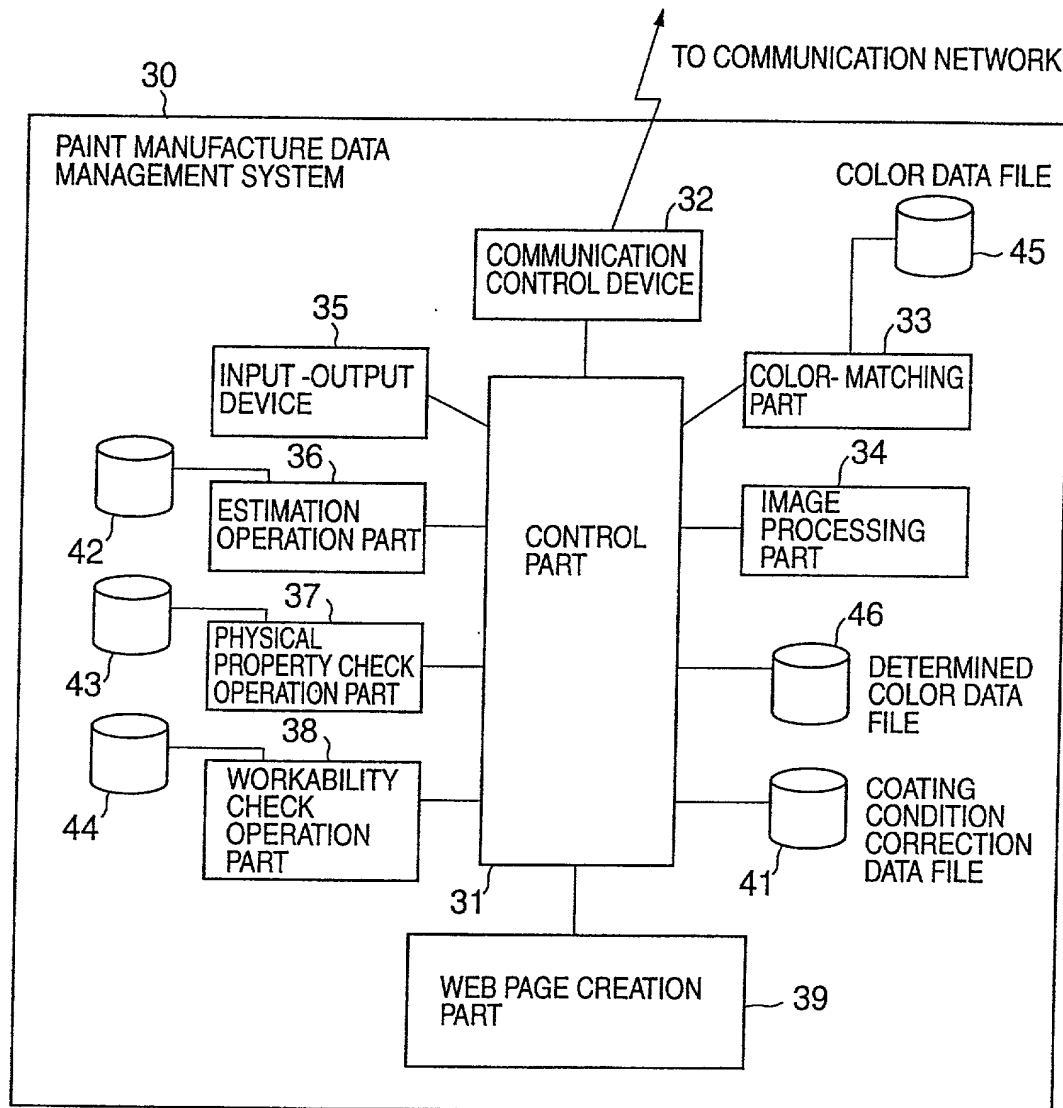 TO COMMUNICATION NETWORK
30
PAINT MANUFACTURE DATA
MANAGEMENT SYSTEM
COLOR DATA FILE
45
32
COMMUNICATION
CONTROL DEVICE
35
INPUT -OUTPUT
DEVICE
33
COLOR- MATCHING
PART
42
36
ESTIMATION
OPERATION PART
CONTROL
PART
31
34
IMAGE
PROCESSING
PART
43
37
PHYSICAL
PROPERTY CHECK
OPERATION PART
46
DETERMINED
COLOR DATA
FILE
44
38
WORKABILITY
CHECK
OPERATION
PART
41
COATING
CONDITION
CORRECTION
DATA FILE
WEB PAGE CREATION
PART
39